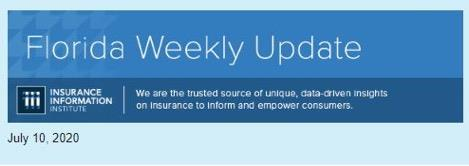 Florida Weekly Update
INSURANCE
INFORMATION
INSTITUTE
We are the trusted source of unique, data-driven insights
on insurance to inform and empower consumers.
July 10, 2020